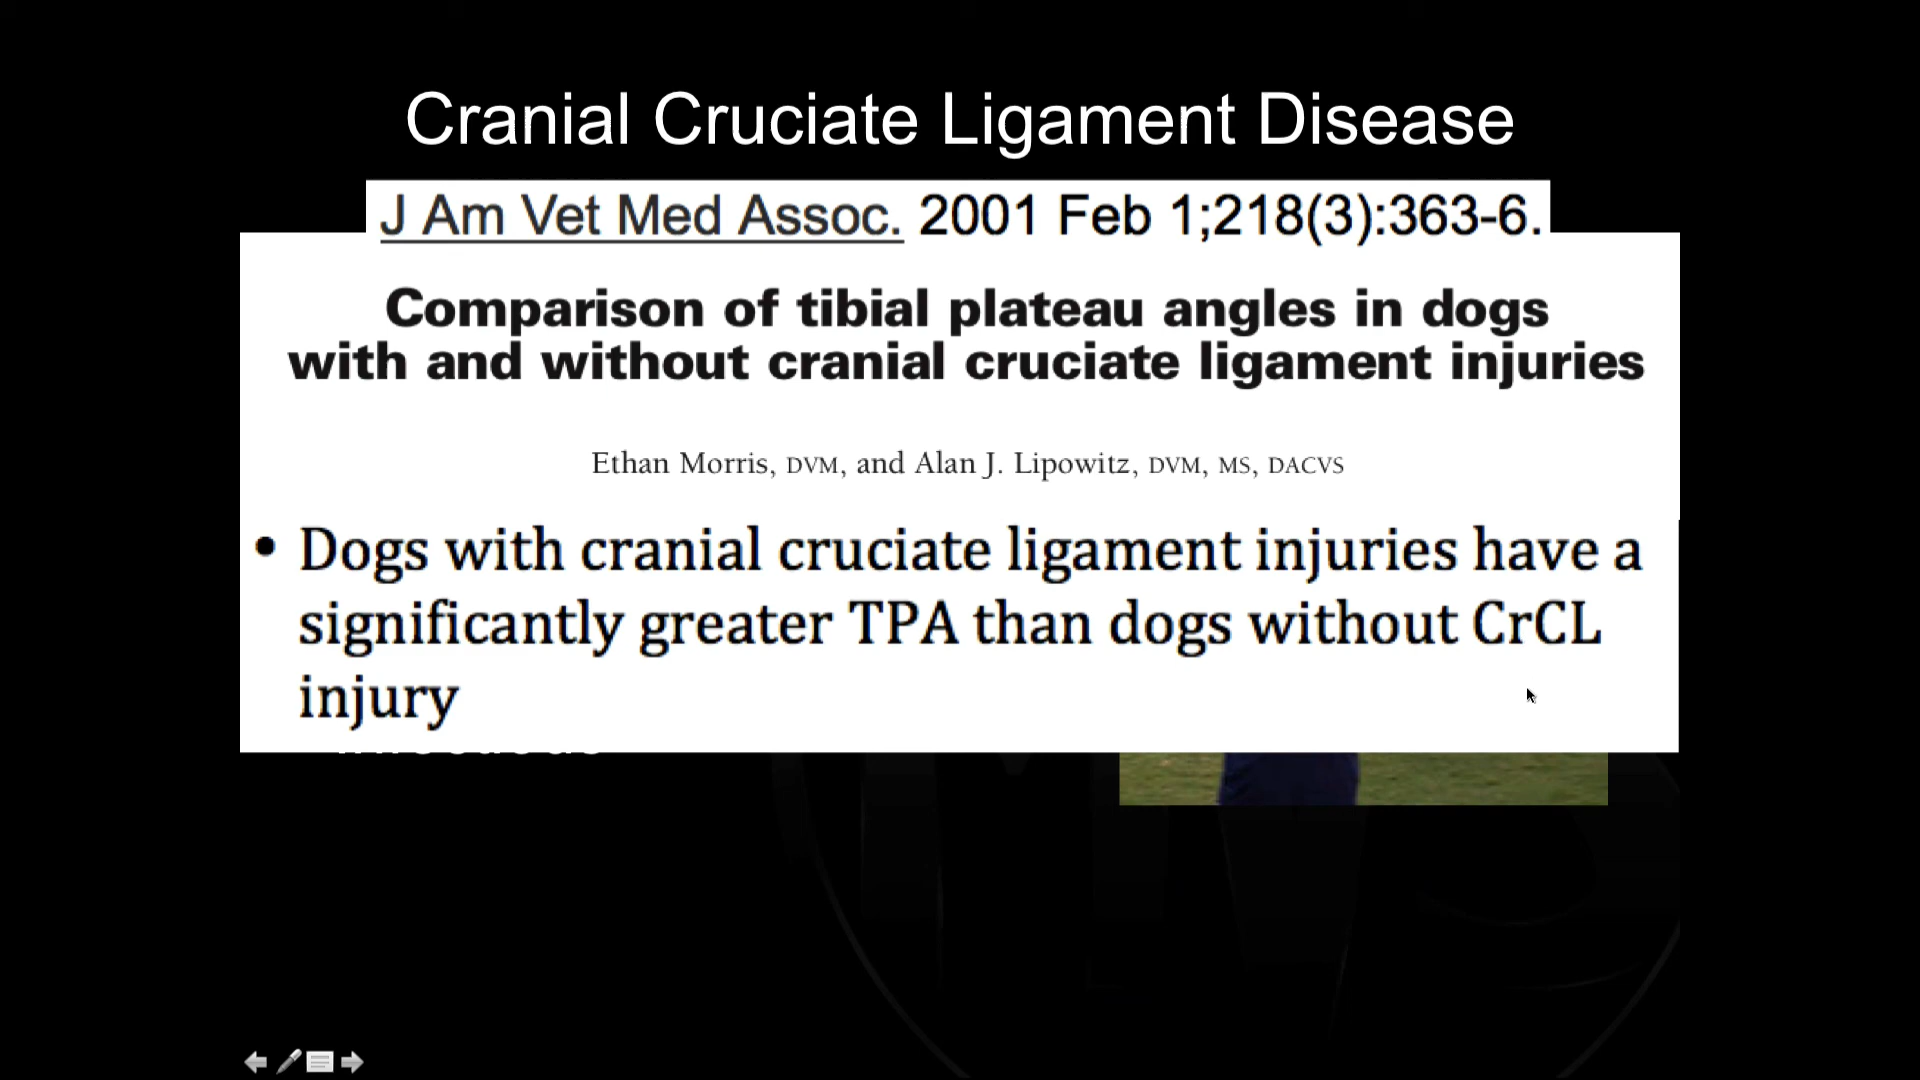 Cranial Cruciate Ligament Disease
J Am Vet Med Assoc. 2001 Feb 1;218(3):363-6.
Comparison of tibial plateau angles in dogs
with and without cranial cruciate ligament injuries
Ethan Morris, DVM, and Alan J. Lipowitz, DVM, MS, DACVS
• Dogs with cranial cruciate ligament injuries have a
significantly greater TPA than dogs without CrCL
injury